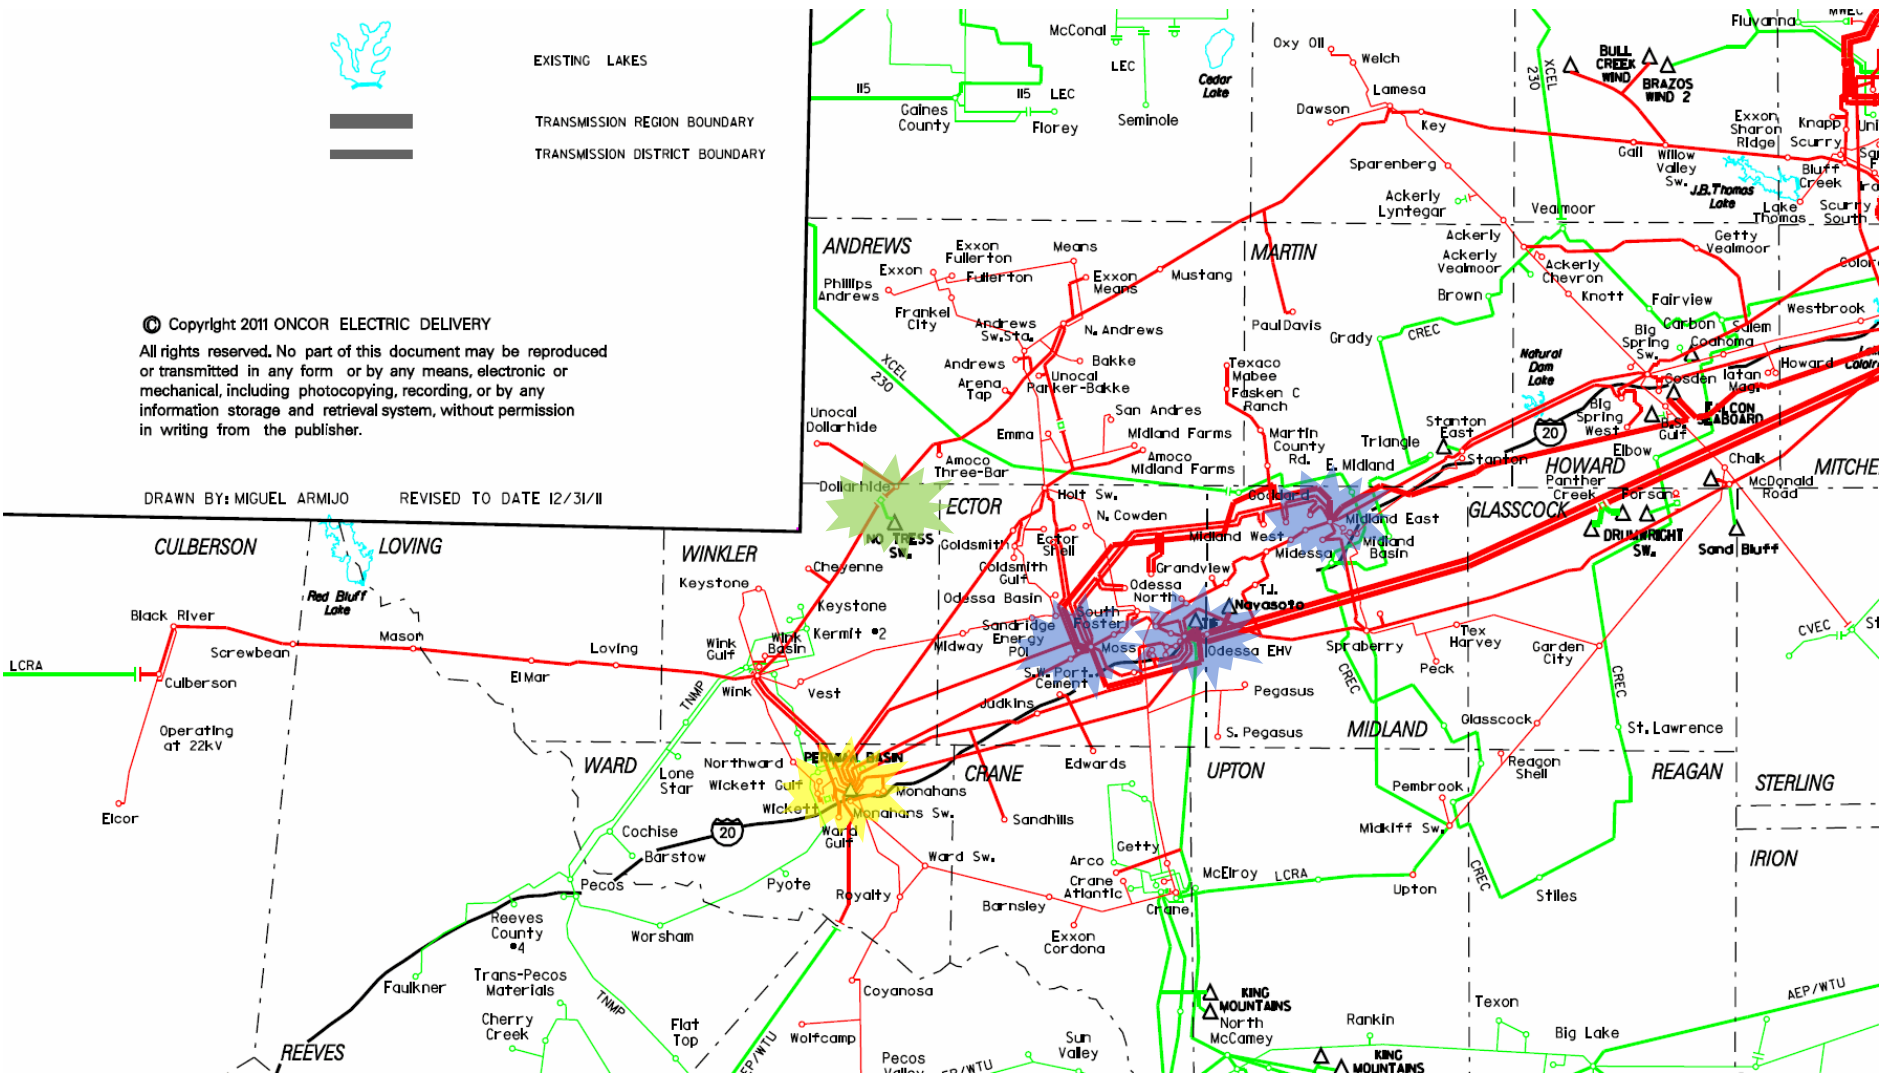 EXISTING LAKES
TRANSMISSION REGION BOUNDARY
TRANSMISSION DISTRICT BOUNDARY
© Copyright 2011 ONCOR ELECTRIC DELIVERY
All rights reserved. No part of this document may be reproduced
or transmitted in any form or by any means, electronic or
mechanical, including photocopying, recording, or by any
information storage and retrieval system, without permission
in writing from the publisher.
DRAWN BY: MIGUEL ARMIJO
REVISED TO DATE 12/31/11
McConal
LEC
115
115
LEC
Gaines
County
Florey
Seminole
Cedar
Lake
Oxy Oil
Welch
Lamesa
Dawson
Key
Sparenberg
Ackerly
Lyntegar
XCEL
230
BULL
CREEK
WIND
BRAZOS
WIND 2
Fluvanna
Exxon
Sharon
Ridge
Knapp
Scurry
Gail
Willow
Valley
Sw.
J.B. Thomas
Lake
Bluff
Creek
Lake
Thomas
Scurry
South
Vealmoor
Getty
Vealmoor
ANDREWS
Exxon
Fullerton
Means
Exxon
Fullerton
Exxon
Means
Mustang
Phillips
Andrews
Frankel
City
Andrews
Sw. Sta.
N. Andrews
Andrews
Bakke
Arena
Tap
Unocal
Parker-Bakke
XCEL
230
Unocal
Dollarhide
San Andres
Emma
Midland Farms
Amoco
Midland Farms
Amoco
Three-Bar
Dollarhide
MARTIN
Paul Davis
Texaco
Mabee
Fasken C
Ranch
Martin
County
Rd.
Grady
CREC
Brown
Ackerly
Ackerly
Vealmoor
Ackerly
Chevron
Knott
Fairview
Carbon
Salem
Westbrook
Big
Spring
Sw.
Coahoma
Natural
Dam
Lake
Cosden
Iatan
Mag.
Howard
Big
Spring
West
Elbow
Chalk
Stanton
East
Triangle
Stanton
E. Midland
20
HOWARD
Panther
Creek
Forsan
McDonald
Road
GLASSCOCK
Sand Bluff
CULBERSON
LOVING
WINKLER
ECTOR
Holt Sw.
N. Cowden
Goddard
Midland East
Midland West
Midland
Basin
Midessa
Goldsmith
Ector
Shell
Goldsmith
Gulf
Grandview
Odessa Basin
Odessa
North
T.I.
Navasota
South
Foster
Sandridge
Energy
POI
Moss
Odessa EHV
Midway
S.W. Port.
Cement
Judkins
Pegasus
S. Pegasus
Edwards
Cheyenne
Keystone
Keystone
Kermit #2
Wink
Gulf
Wink
Basin
Wink
Vest
Red Bluff
Lake
Black River
Screwbean
Mason
Loving
El Mar
LCRA
Culberson
Operating
at 22kV
Elcor
TNMP
Spraberry
Tex
Harvey
Peck
Garden
City
CREC
CREC
CVEC
MIDLAND
Glasscock
St. Lawrence
WARD
PERMIAN BASIN
Northward
Wickett Gulf
Wickett
Monahans
Monahans Sw.
Ward
Gulf
Lone
Star
20
Cochise
Barstow
Pecos
Pyote
Royalty
Ward Sw.
CRANE
Sandhills
Getty
Arco
Crane
Atlantic
Barnsley
Exxon
Cordona
Crane
McElroy
LCRA
UPTON
Reagon
Shell
REAGAN
STERLING
Pembrook
Midkiff Sw.
Upton
CREC
Stiles
IRION
Reeves
County
#4
Worsham
Faulkner
Trans-Pecos
Materials
Cherry
Creek
TNMP
Flat
Top
REEVES
Coyanosa
Wolfcamp
Pecos
Sun
Valley
KING
MOUNTAINS
North
McCamey
Rankin
Texon
Big Lake
AEP/WTU
KING
MOUNTAINS